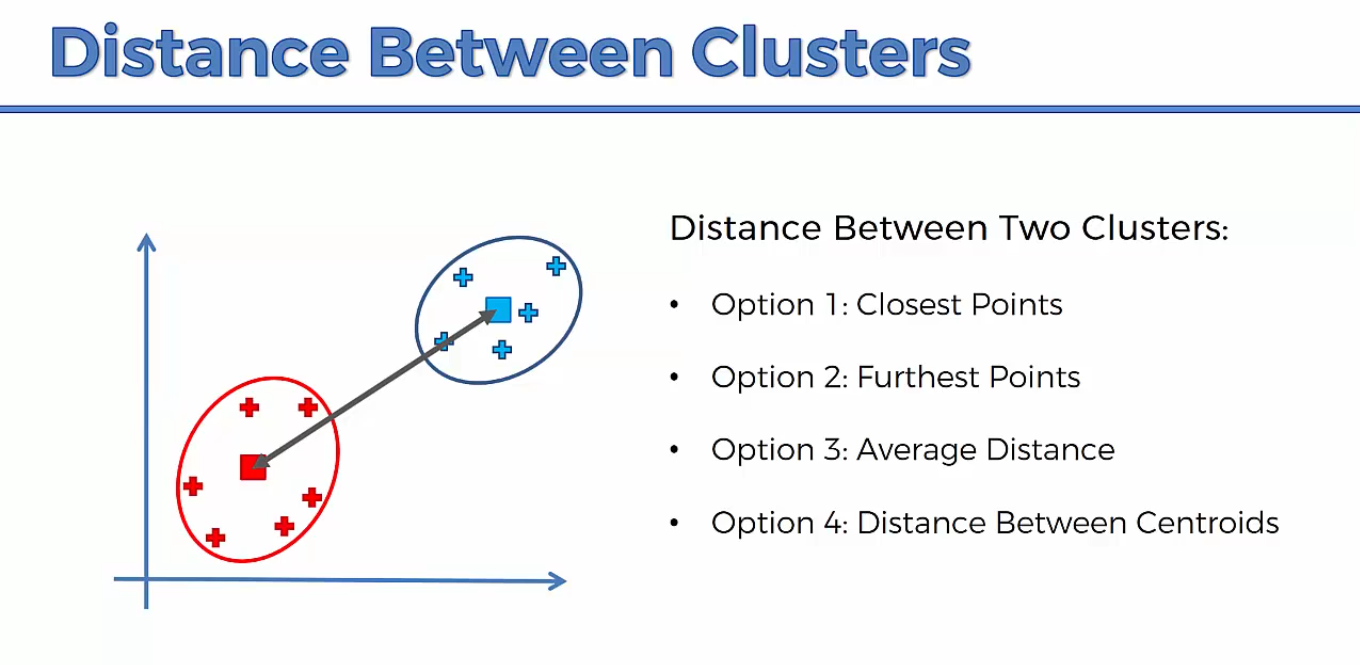 Distance Between Clusters
Distance Between Two Clusters:
• Option 1: Closest Points
• Option 2: Furthest Points
• Option 3: Average Distance
• Option 4: Distance Between Centroids